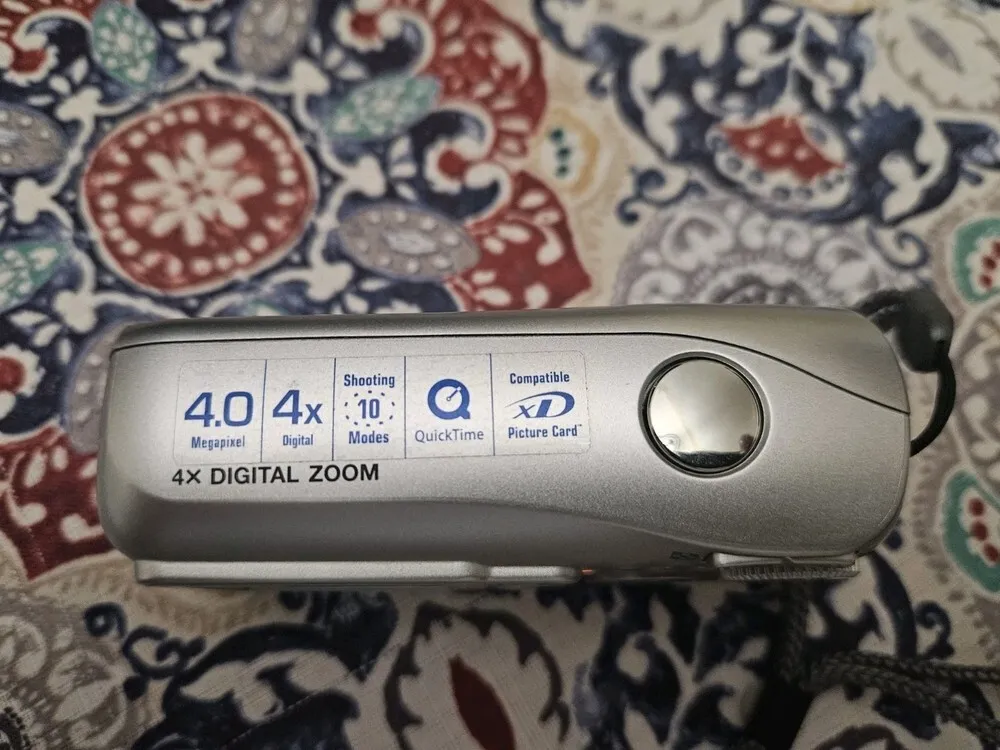 4.0
Megapixel
4x
Digital
Shooting
10
Modes
QuickTime
Compatible
xD
Picture Card™
4X DIGITAL ZOOM